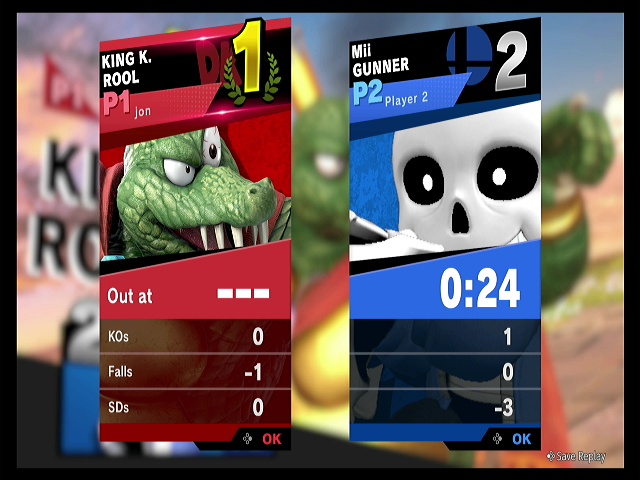 KING K.
ROOL
DK
1
P1 jon
Out at ---
KOs 0
Falls -1
SDs 0
OK
Mii
GUNNER
2
P2 Player 2
0:24
1
0
-3
OK
Save Replay